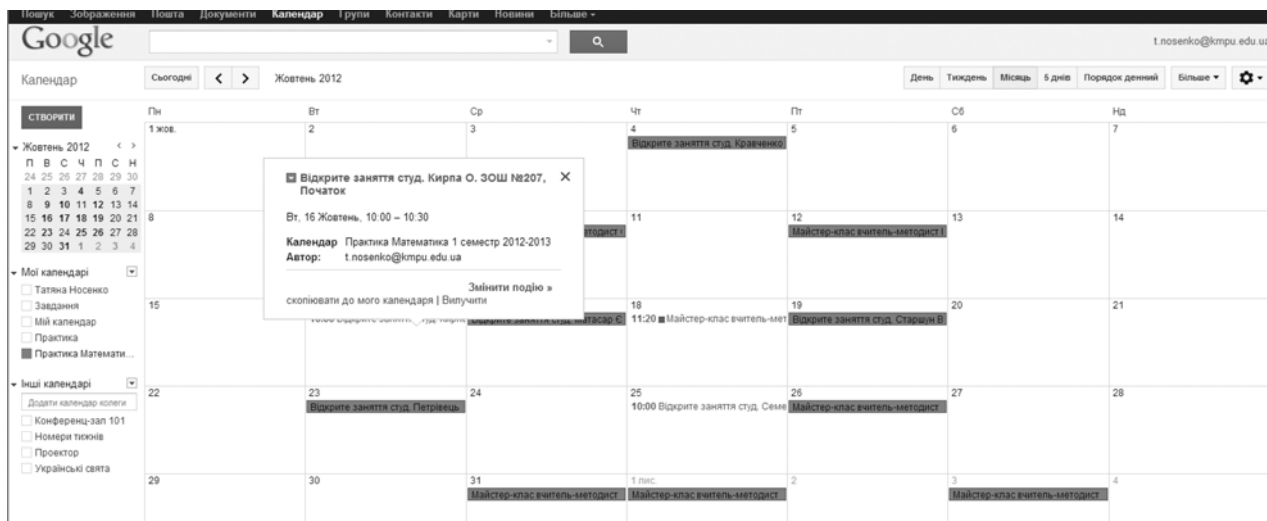 Пошук Зображення Пошта Документи Календар Групи Контакти Карти Новини Більше
Google
t.nosenko@kmpu.edu.ua
Календар
Сьогодні
Жовтень 2012
День Тиждень Місяць 5 днів Порядок денний Більше
СТВОРИТИ
Жовтень 2012
П В С Ч П С Н
24 25 26 27 28 29 30
1 2 3 4 5 6 7
8 9 10 11 12 13 14
15 16 17 18 19 20 21
22 23 24 25 26 27 28
29 30 31 1 2 3 4
Мої календарі
Татяна Носенко
Завдання
Мій календар
Практика
Практика Математи...
Інші календарі
Додати календар колеги
Конференц-зал 101
Номери тижнів
Проектор
Українські свята
Пн Вт Ср Чт Пт Сб Нд
1 жов. 2 3 4 5 6 7
Відкрите заняття студ. Кравченко
Відкрите заняття студ. Кирпа О. ЗОШ №207,
Початок
Вт, 16 Жовтень, 10:00 – 10:30
Календар Практика Математика 1 семестр 2012-2013
Автор: t.nosenko@kmpu.edu.ua
Змінити подію »
скопіювати до мого календаря | Вилучити
8 11 12 13 14
Майстер-клас вчитель-методист
15 18 19 20 21
11:20 Майстер-клас вчитель-мет
Відкрите заняття студ. Старшун В
22 23 24 25 26 27 28
Відкрите заняття студ. Петрівець
10:00 Відкрите заняття студ. Семе
Майстер-клас вчитель-методист
29 30 31 1 лис. 2 3 4
Майстер-клас вчитель-методист
Майстер-клас вчитель-методист
Майстер-клас вчитель-методист